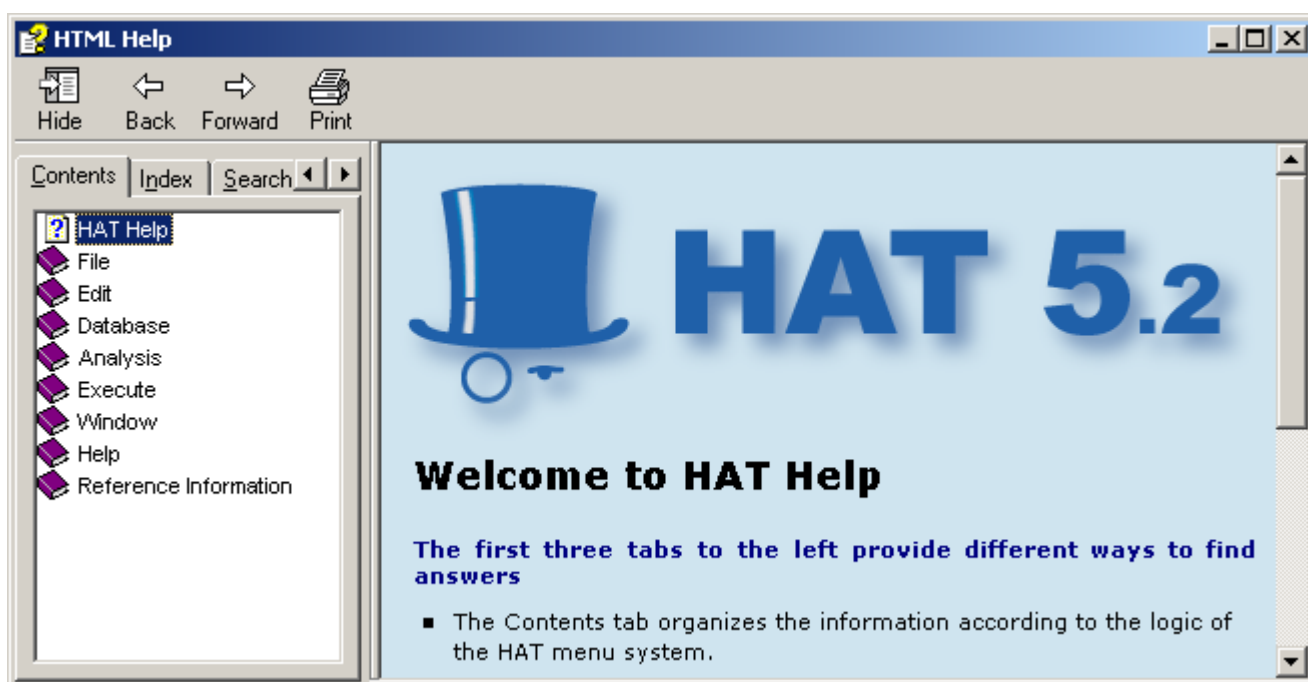 HTML Help
Hide Back Forward Print
Contents Index Search
HAT Help
File
Edit
Database
Analysis
Execute
Window
Help
Reference Information
HAT 5.2
Welcome to HAT Help
The first three tabs to the left provide different ways to find
answers
The Contents tab organizes the information according to the logic of
the HAT menu system.